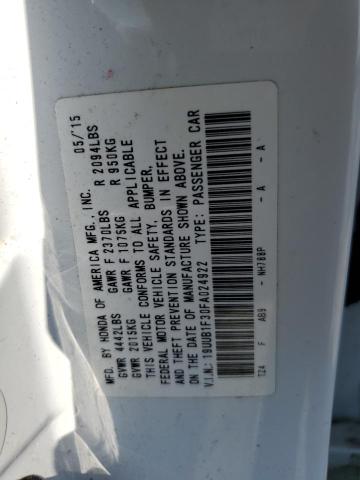 MFD. BY HONDA OF AMERICA MFG., INC. 05/'15
GAWR F 2370LBS R 2094LBS
GVWR 4442LBS GAWR F 1075KG R 950KG
GVWR 2015KG
THIS VEHICLE CONFORMS TO ALL APPLICABLE
FEDERAL MOTOR VEHICLE SAFETY, BUMPER,
AND THEFT PREVENTION STANDARDS IN EFFECT
ON THE DATE OF MANUFACTURE SHOWN ABOVE.
V.I.N.: 19UUB1F30FA024922 TYPE: PASSENGER CAR
TZ4 F AB9 - NH788P - A - A